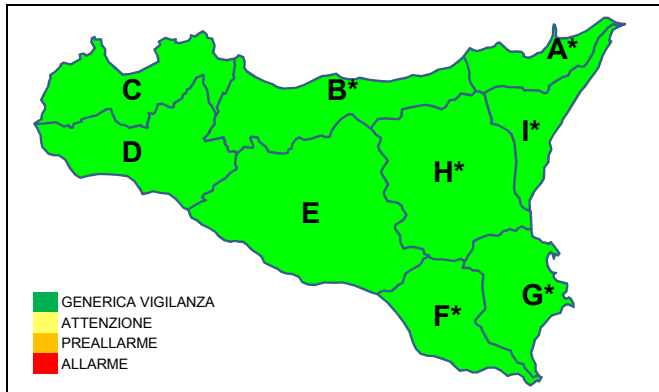 A*
C
B*
I*
D
H*
E
G*
F*
GENERICA VIGILANZA
ATTENZIONE
PREALLARME
ALLARME